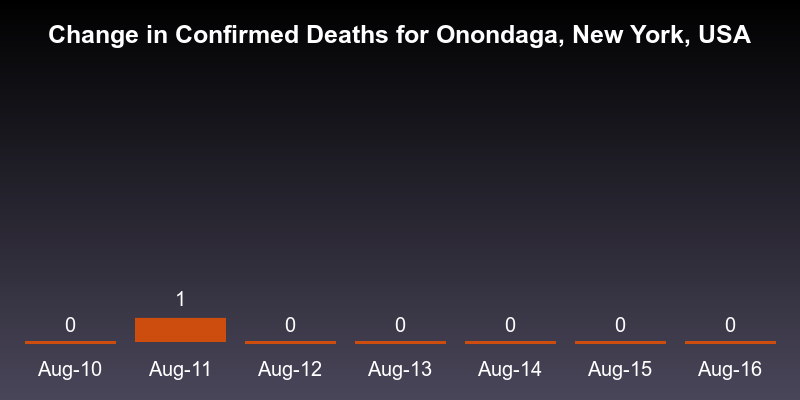 Change in Confirmed Deaths for Onondaga, New York, USA
0 1 0 0 0 0 0
Aug-10 Aug-11 Aug-12 Aug-13 Aug-14 Aug-15 Aug-16